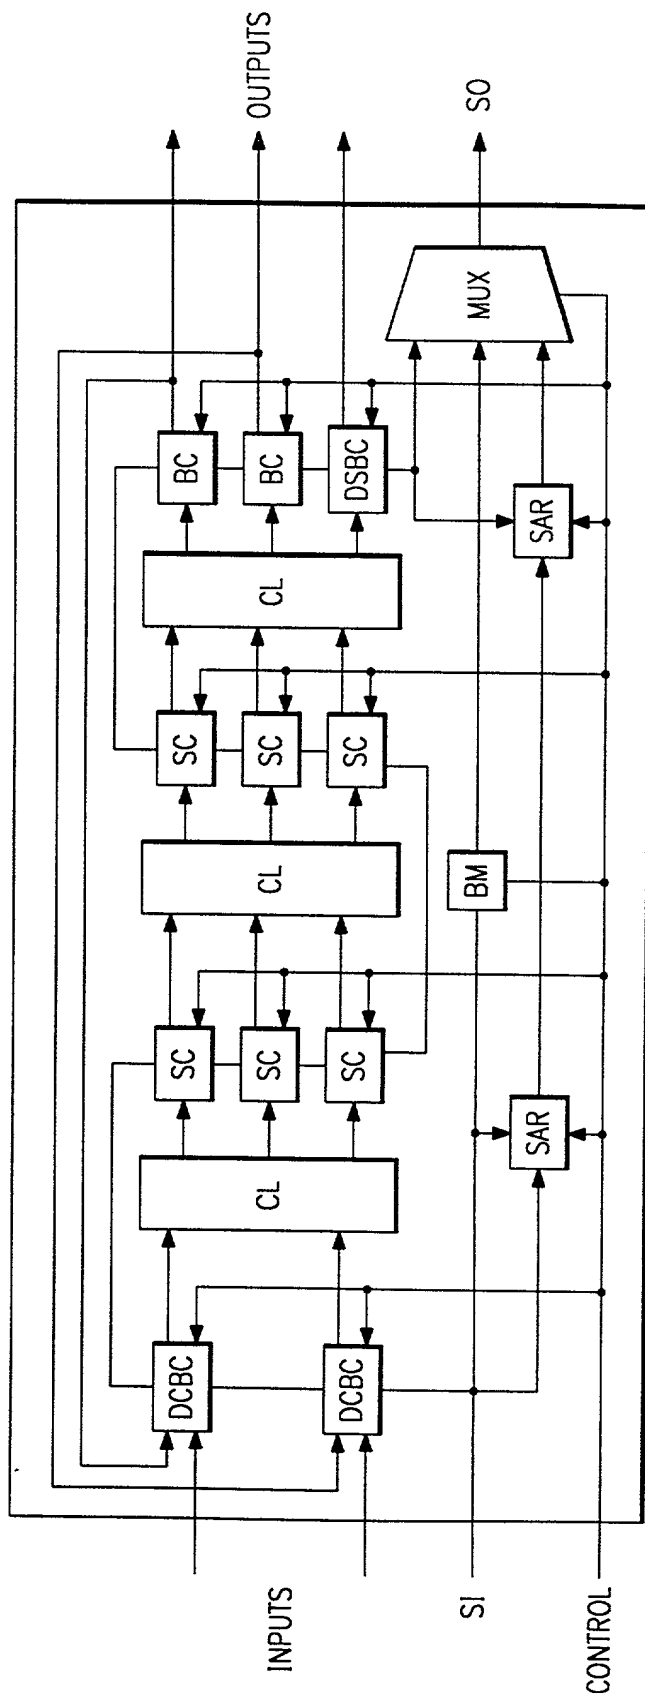 OUTPUTS
SO
MUX
BC
BC
DSBC
SAR
CL
SC
SC
SC
CL
BM
SC
SC
SC
SAR
CL
DCBC
DCBC
INPUTS
SI
CONTROL